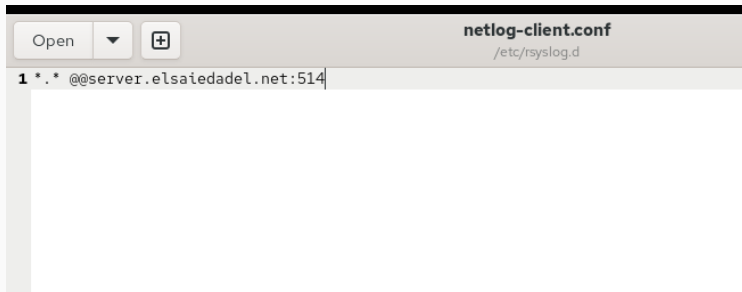 Open
netlog-client.conf
/etc/rsyslog.d
1 *.* @@server.elsaiedadel.net:514